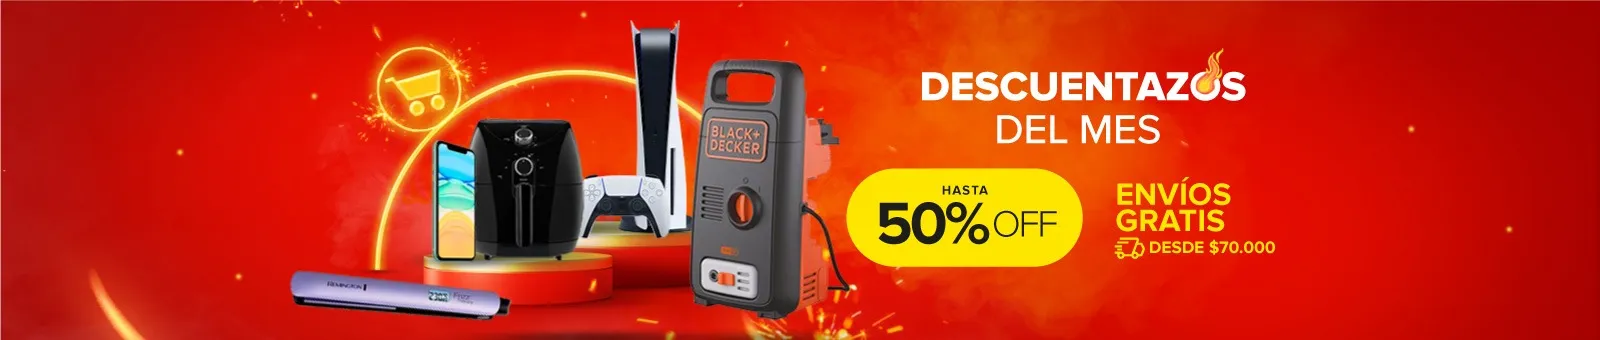 DESCUENTAZOS
DEL MES
HASTA
50% OFF
ENVÍOS
GRATIS
DESDE $70.000
BLACK+
DECKER
REMINGTON